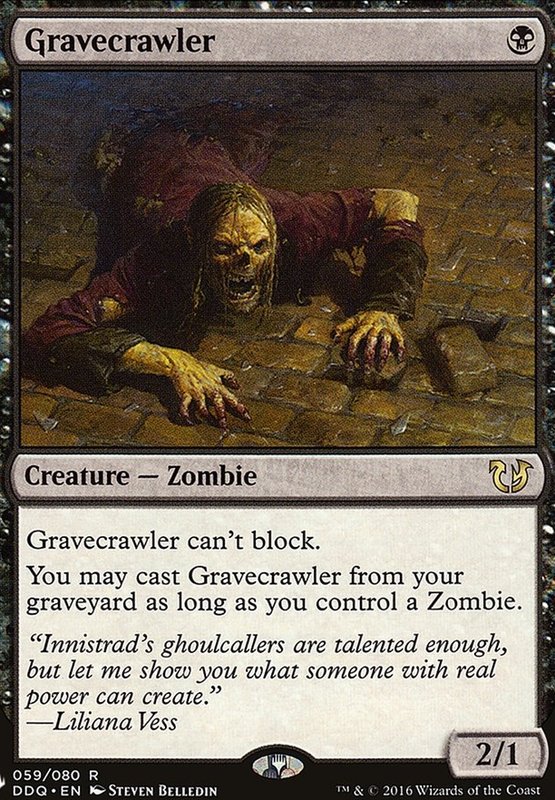 Gravecrawler
Creature — Zombie
Gravecrawler can't block.
You may cast Gravecrawler from your
graveyard as long as you control a Zombie.
"Innistrad's ghoulcallers are talented enough,
but let me show you what someone with real
power can create."
—Liliana Vess
2/1
059/080 R
DDQ • EN Steven Belledin
™ & © 2016 Wizards of the Coast